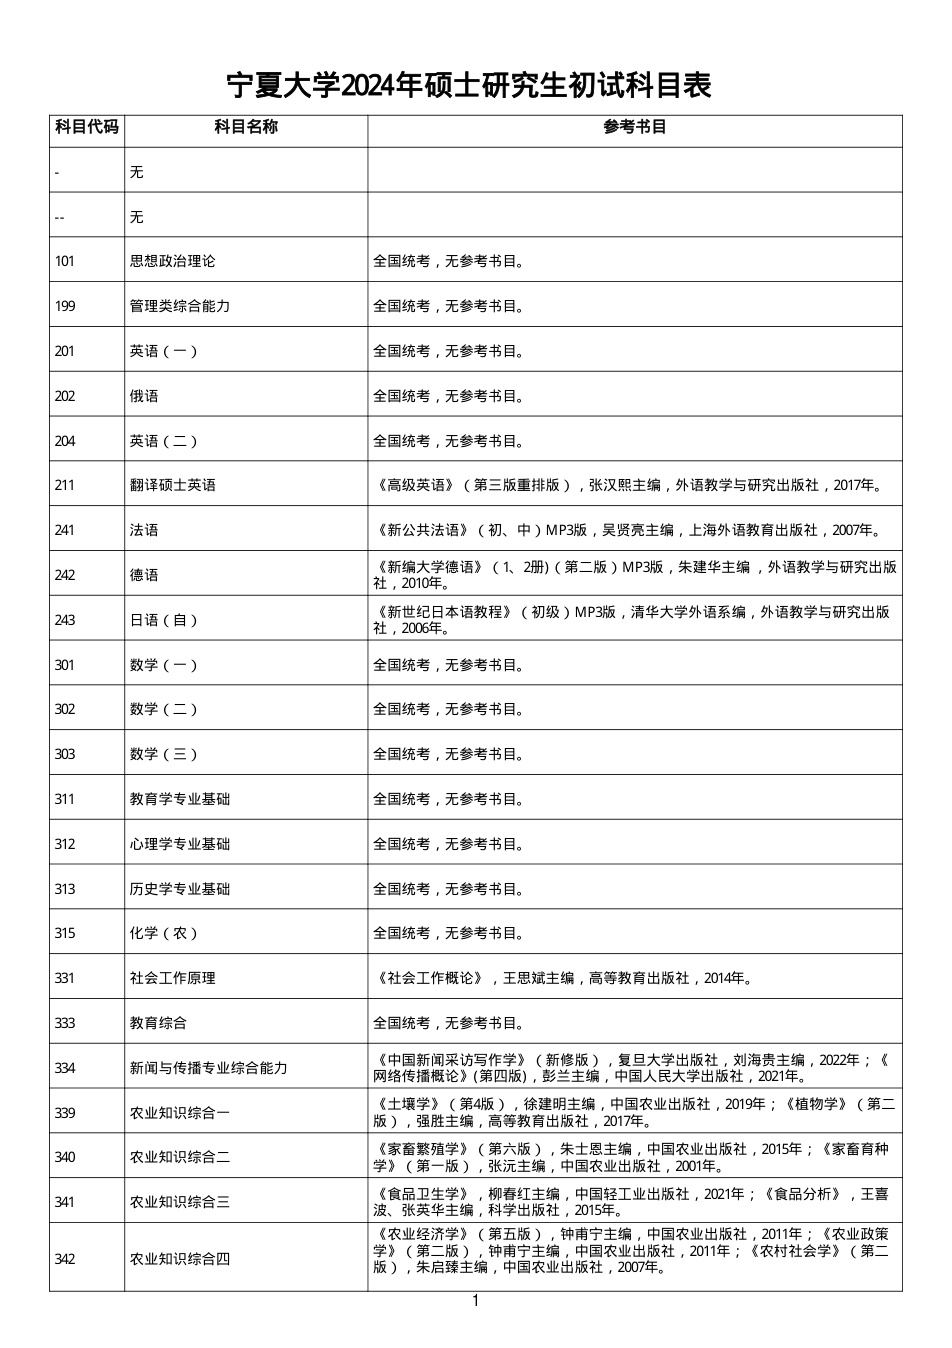 宁夏大学2024年硕士研究生初试科目表
科目代码 科目名称 参考书目
- 无
-- 无
101 思想政治理论 全国统考，无参考书目。
199 管理类综合能力 全国统考，无参考书目。
201 英语（一） 全国统考，无参考书目。
202 俄语 全国统考，无参考书目。
204 英语（二） 全国统考，无参考书目。
211 翻译硕士英语 《高级英语》（第三版重排版），张汉熙主编，外语教学与研究出版社，2017年。
241 法语 《新公共法语》（初、中）MP3版，吴贤亮主编，上海外语教育出版社，2007年。
242 德语 《新编大学德语》（1、2册)（第二版）MP3版，朱建华主编 ，外语教学与研究出版
社，2010年。
243 日语（自） 《新世纪日本语教程》（初级）MP3版，清华大学外语系编，外语教学与研究出版
社，2006年。
301 数学（一） 全国统考，无参考书目。
302 数学（二） 全国统考，无参考书目。
303 数学（三） 全国统考，无参考书目。
311 教育学专业基础 全国统考，无参考书目。
312 心理学专业基础 全国统考，无参考书目。
313 历史学专业基础 全国统考，无参考书目。
315 化学（农） 全国统考，无参考书目。
331 社会工作原理 《社会工作概论》，王思斌主编，高等教育出版社，2014年。
333 教育综合 全国统考，无参考书目。
334 新闻与传播专业综合能力 《中国新闻采访写作学》（新修版），复旦大学出版社，刘海贵主编，2022年；《
网络传播概论》(第四版)，彭兰主编，中国人民大学出版社，2021年。
339 农业知识综合一 《土壤学》（第4版），徐建明主编，中国农业出版社，2019年；《植物学》（第二
版），强胜主编，高等教育出版社，2017年。
340 农业知识综合二 《家畜繁殖学》（第六版），朱士恩主编，中国农业出版社，2015年；《家畜育种
学》（第一版），张沅主编，中国农业出版社，2001年。
341 农业知识综合三 《食品卫生学》，柳春红主编，中国轻工业出版社，2021年；《食品分析》，王喜
波、张英华主编，科学出版社，2015年。
342 农业知识综合四 《农业经济学》（第五版），钟甫宁主编，中国农业出版社，2011年；《农业政策
学》（第二版），钟甫宁主编，中国农业出版社，2011年；《农村社会学》（第二
版），朱启臻主编，中国农业出版社，2007年。
1